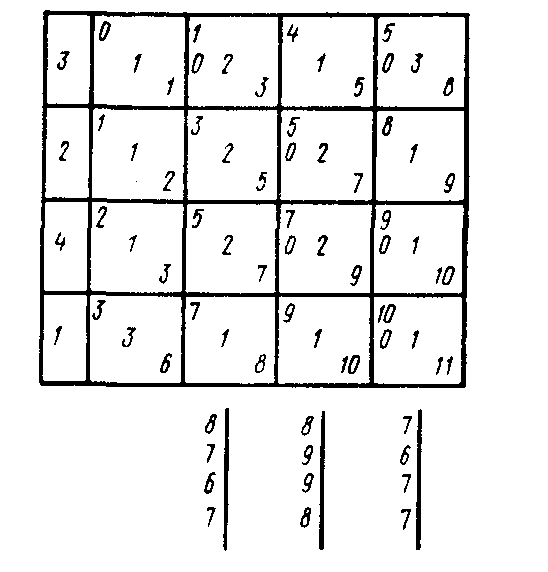 0 1 4 5
3 1 0 2 1 0 3
1 3 5 8
1 3 5 8
2 1 2 0 2 1
2 5 7 9
2 5 7 9
4 1 2 0 2 0 1
3 7 9 10
3 7 9 10
1 3 1 1 0 1
6 8 10 11
8 8 7
7 9 6
6 9 7
7 8 7